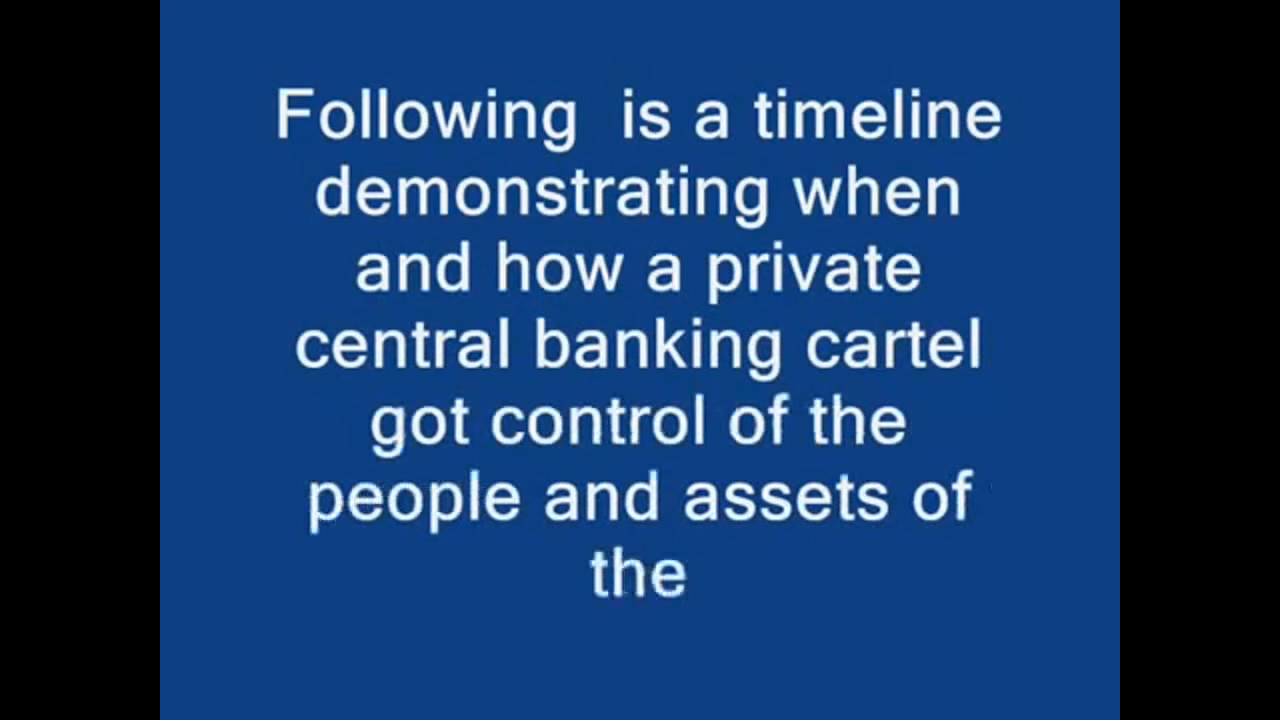 Following  is a timeline
demonstrating when
and how a private
central banking cartel
got control of the
people and assets of
the